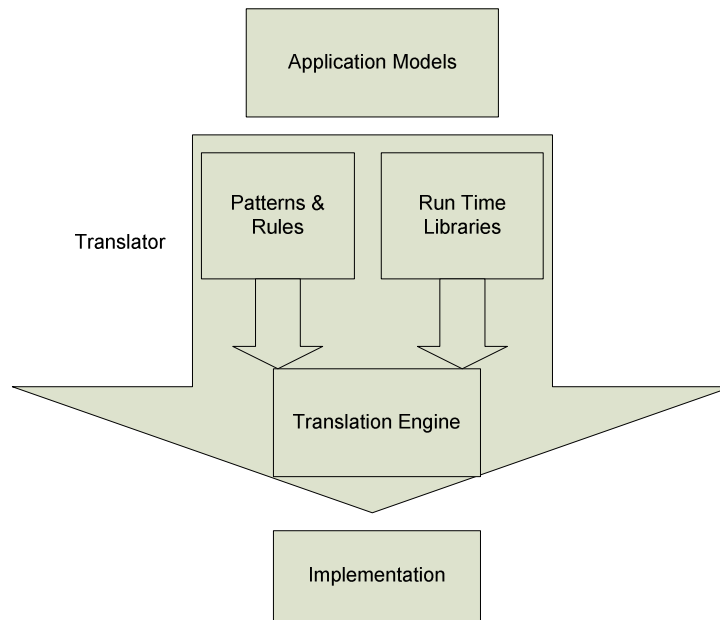 Application Models
Patterns &
Rules
Run Time
Libraries
Translator
Translation Engine
Implementation